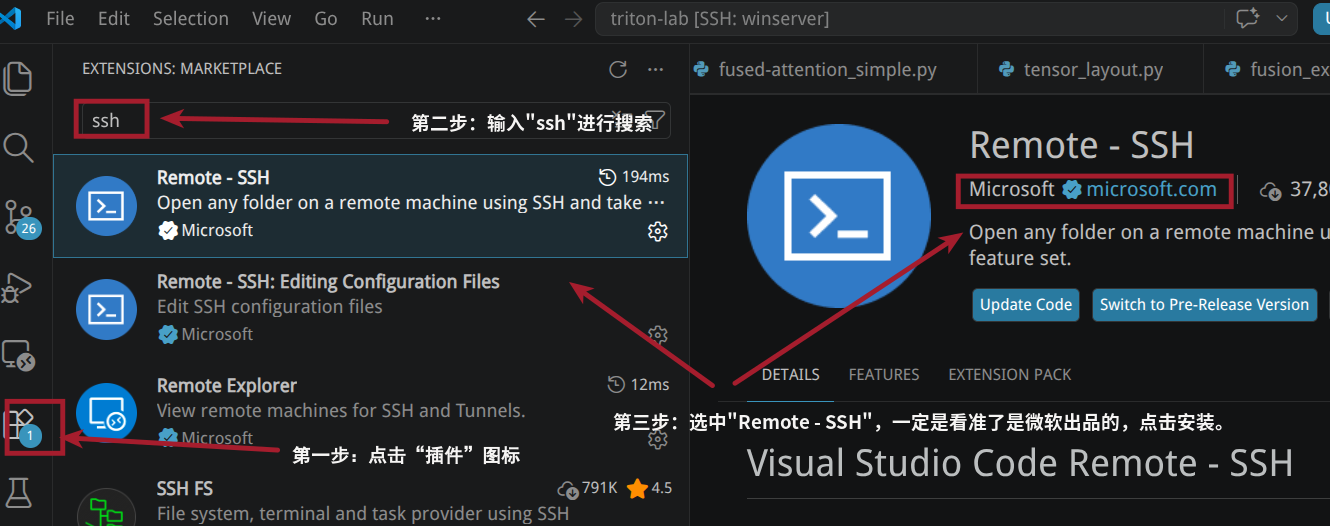 File Edit Selection View Go Run ···
triton-lab [SSH: winserver]
EXTENSIONS: MARKETPLACE
fused-attention_simple.py
tensor_layout.py
fusion_ex
ssh
第二步：输入"ssh"进行搜索
Remote - SSH
194ms
Open any folder on a remote machine using SSH and take ···
Microsoft
26
Remote - SSH: Editing Configuration Files
Edit SSH configuration files
Microsoft
Remote Explorer
12ms
View remote machines for SSH and Tunnels.
Microsoft
1
第一步：点击“插件”图标
SSH FS
791K
4.5
File system, terminal and task provider using SSH
Remote - SSH
Microsoft
microsoft.com
37,8
Open any folder on a remote machine u
feature set.
Update Code
Switch to Pre-Release Version
DETAILS
FEATURES
EXTENSION PACK
第三步：选中"Remote - SSH"，一定是看准了是微软出品的，点击安装。
Visual Studio Code Remote - SSH